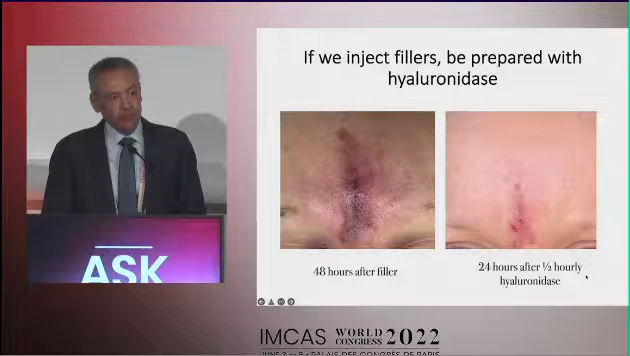 If we inject fillers, be prepared with
hyaluronidase
48 hours after filler
24 hours after ½ hourly
hyaluronidase
ASK
IMCAS WORLD CONGRESS 2022
JUNE 3 PALAIS DES CONGRÈS DE PARIS